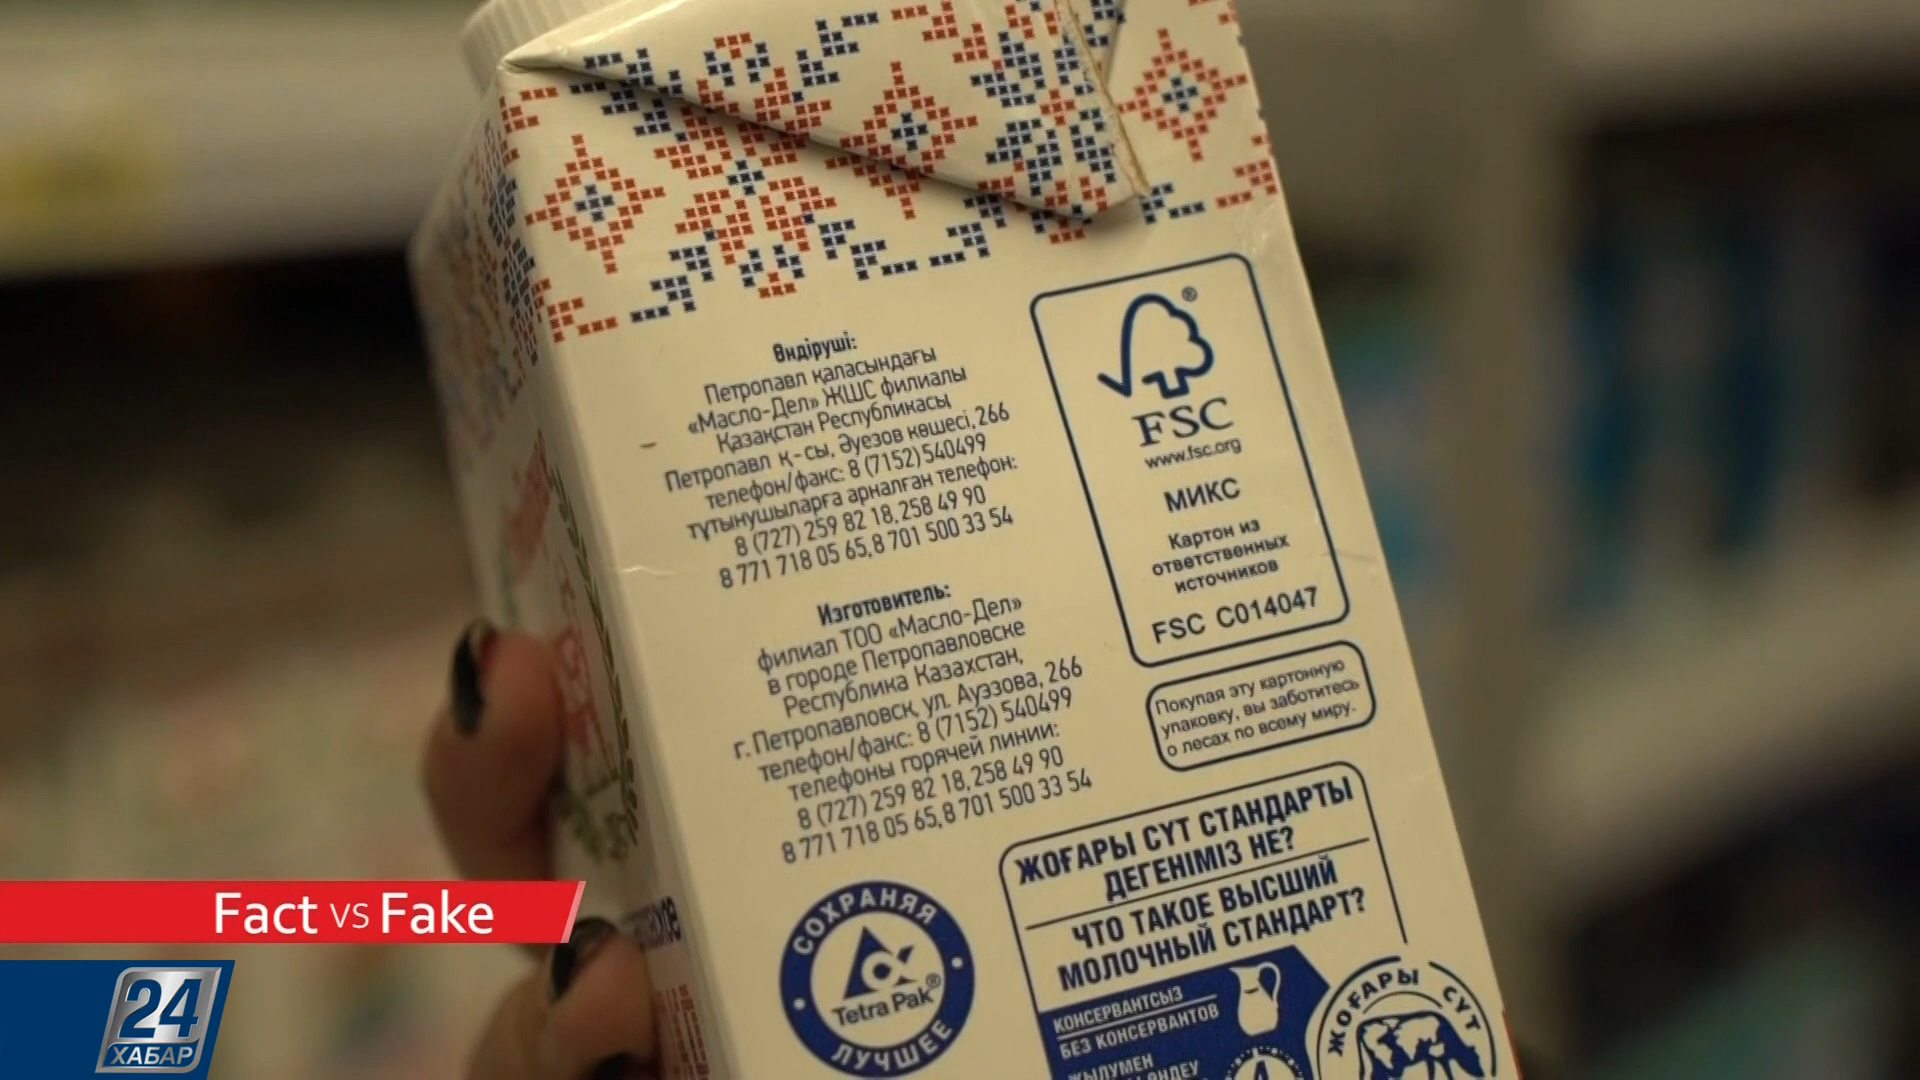 Өндіруші:
Петропавл қаласындағы
«Масло-Дел» ЖШС филиалы
Қазақстан Республикасы
Петропавл қ-сы, Әуезов көшесі, 266
телефон/факс: 8 (7152) 540499
тұтынушыларға арналған телефон:
8 (727) 259 82 18, 258 49 90
8 771 718 05 65, 8 701 500 33 54
Изготовитель:
филиал ТОО «Масло-Дел»
в городе Петропавловске
Республика Казахстан,
г. Петропавловск, ул. Ауэзова, 266
телефон/факс: 8 (7152) 540499
телефоны горячей линии:
8 (727) 259 82 18, 258 49 90
8 771 718 05 65, 8 701 500 33 54
®
FSC
www.fsc.org
МИКС
Картон из
ответственных
источников
FSC C014047
Покупая эту картонную
упаковку, вы заботитесь
о лесах по всему миру.
ЖОҒАРЫ СҮТ СТАНДАРТЫ
ДЕГЕНІМІЗ НЕ?
ЧТО ТАКОЕ ВЫСШИЙ
МОЛОЧНЫЙ СТАНДАРТ?
КОНСЕРВАНТСЫЗ
БЕЗ КОНСЕРВАНТОВ
ЖЫЛУМЕН
ЖОҒАРЫ СҮТ
СОХРАНЯЯ
Tetra Pak®
ЛУЧШЕЕ
Fact vs Fake
24
ХАБАР